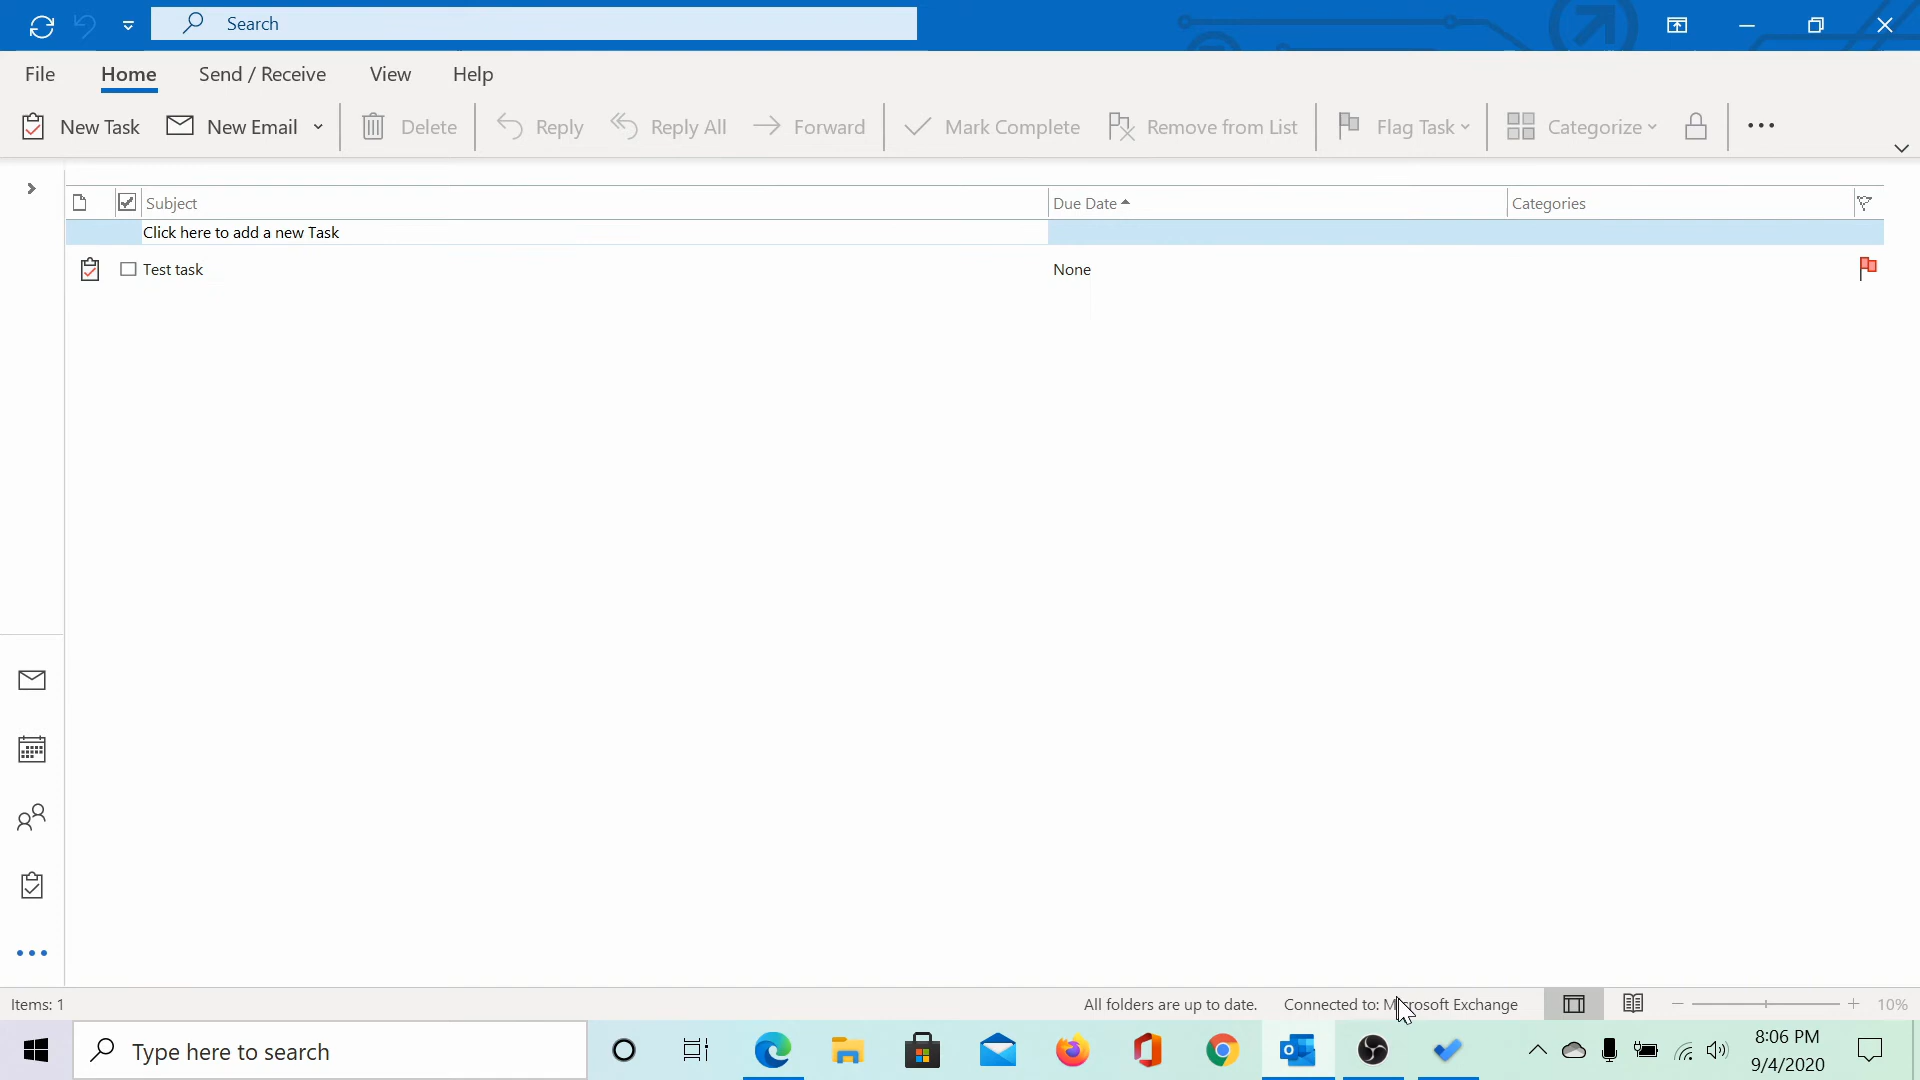 Search
File Home Send / Receive View Help
New Task New Email Delete Reply Reply All Forward Mark Complete Remove from List Flag Task Categorize
Subject Due Date Categories
Click here to add a new Task
Test task None
Items: 1 All folders are up to date. Connected to: Microsoft Exchange 10%
Type here to search
8:06 PM
9/4/2020